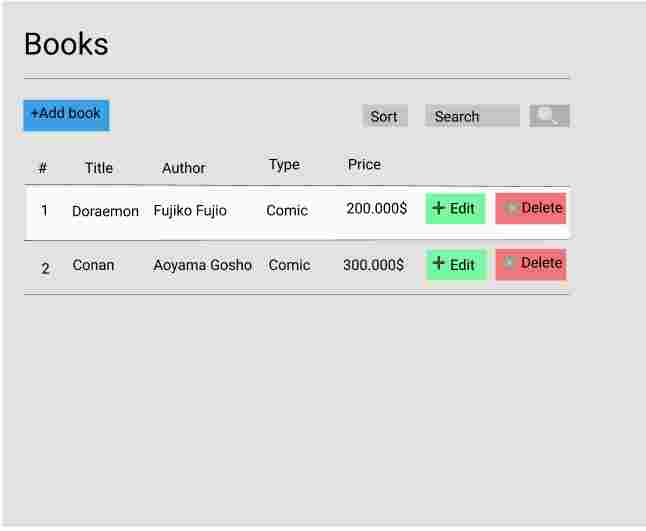 Books
+Add book Sort Search
# Title Author Type Price
1 Doraemon Fujiko Fujio Comic 200.000$ + Edit Delete
2 Conan Aoyama Gosho Comic 300.000$ + Edit Delete